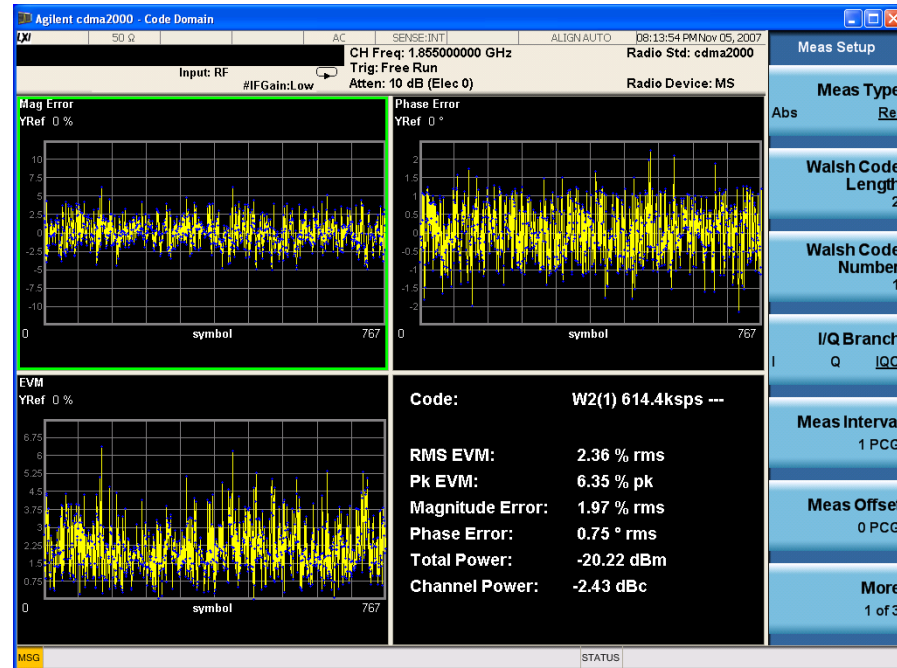 Agilent cdma2000 - Code Domain
LXI 50 Ω AC SENSE:INT ALIGN AUTO 08:13:54 PM Nov 05, 2007
CH Freq: 1.855000000 GHz Radio Std: cdma2000
Input: RF Trig: Free Run
#IFGain:Low Atten: 10 dB (Elec 0) Radio Device: MS
Mag Error
YRef 0 %
10
7.5
5
2.5
0
-2.5
-5
-7.5
-10
0 symbol 767
Phase Error
YRef 0 °
2
1.5
1
0.5
0
-0.5
-1
-1.5
-2
0 symbol 767
EVM
YRef 0 %
6.75
6
5.25
4.5
3.75
3
2.25
1.5
0.75
0 symbol 767
Code: W2(1) 614.4ksps ---
RMS EVM: 2.36 % rms
Pk EVM: 6.35 % pk
Magnitude Error: 1.97 % rms
Phase Error: 0.75 ° rms
Total Power: -20.22 dBm
Channel Power: -2.43 dBc
Meas Setup
Meas Type
Abs Re
Walsh Code
Length
2
Walsh Code
Number
1
I/Q Branch
I Q IQC
Meas Interva
1 PCG
Meas Offset
0 PCG
More
1 of 3
MSG STATUS